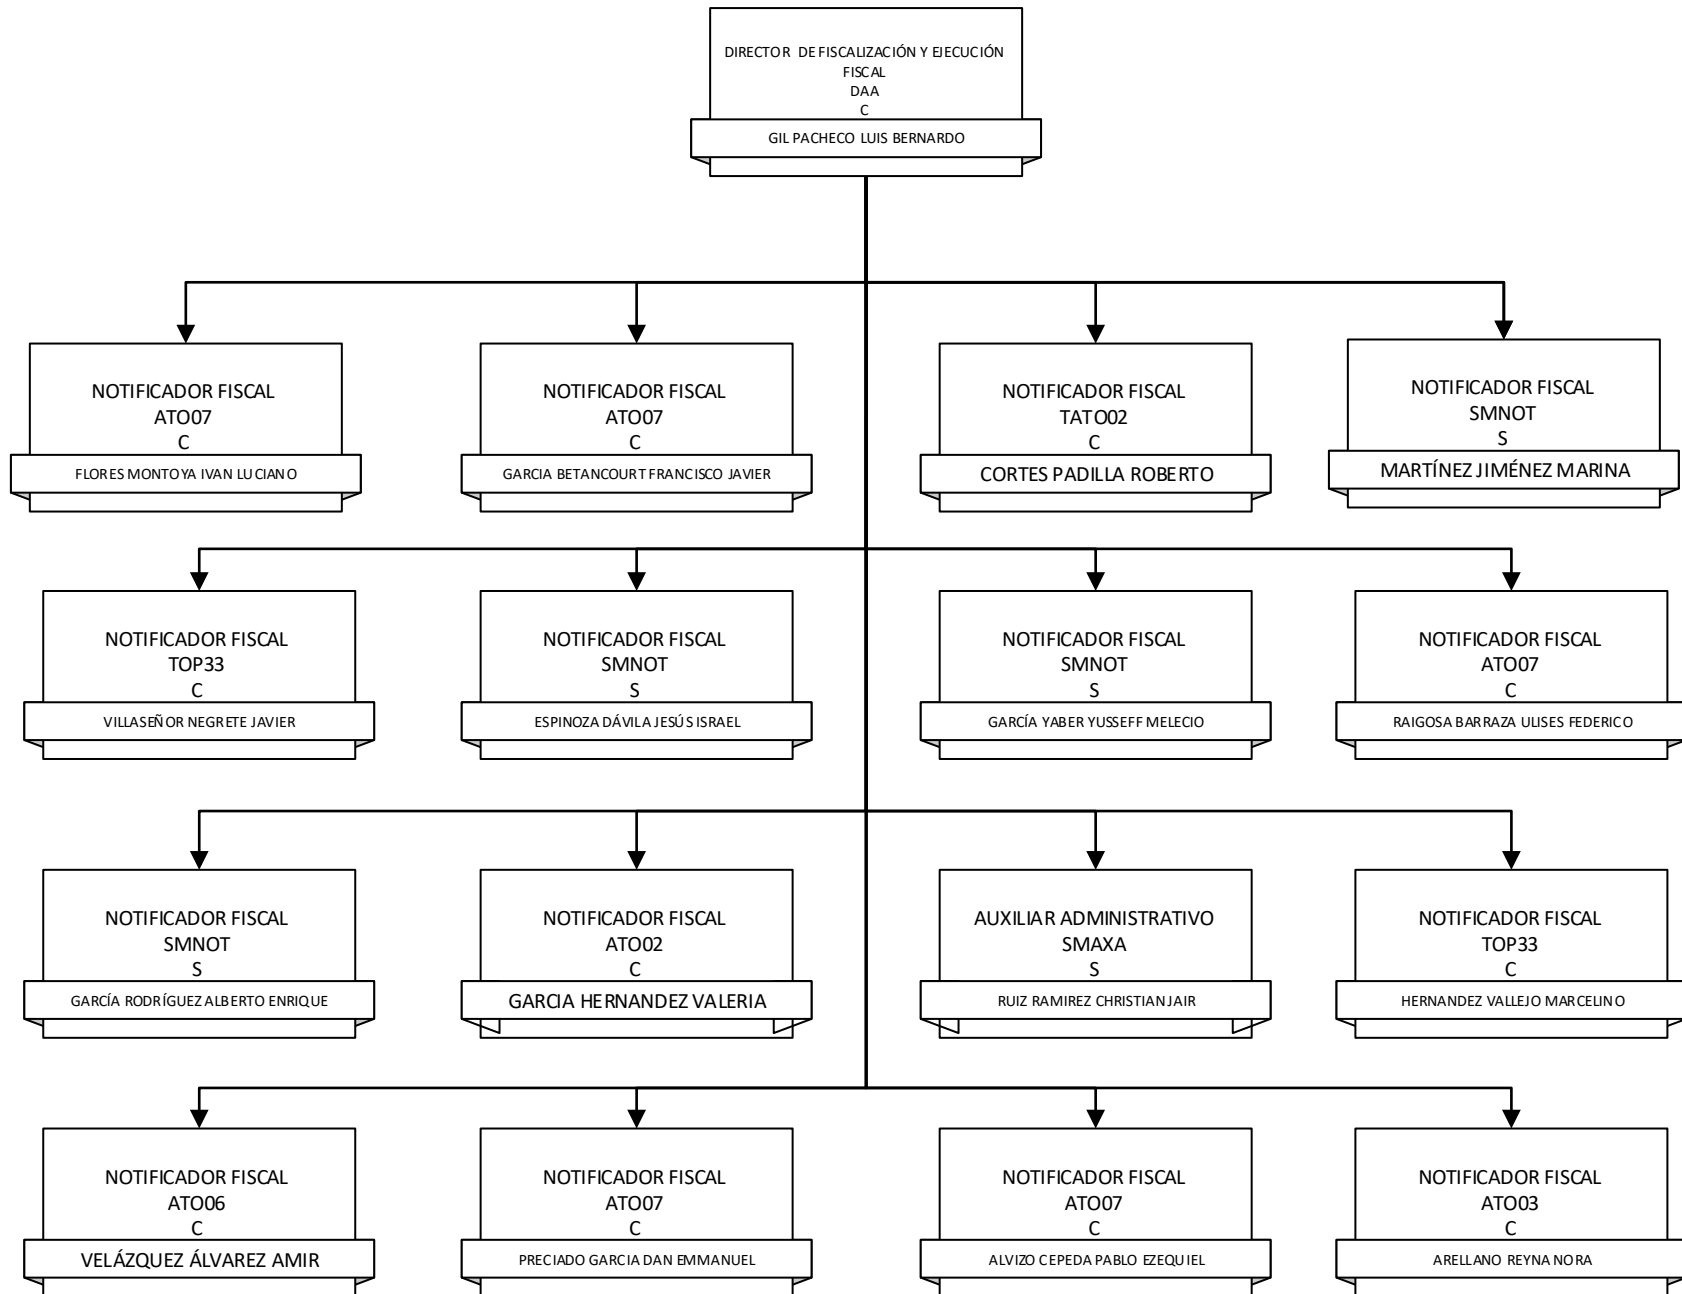 DIRECTOR DE FISCALIZACIÓN Y EJECUCIÓN
FISCAL
DAA
C
GIL PACHECO LUIS BERNARDO
NOTIFICADOR FISCAL
ATO07
C
FLORES MONTOYA IVAN LUCIANO
NOTIFICADOR FISCAL
ATO07
C
GARCIA BETANCOURT FRANCISCO JAVIER
NOTIFICADOR FISCAL
TATO02
C
CORTES PADILLA ROBERTO
NOTIFICADOR FISCAL
SMNOT
S
MARTÍNEZ JIMÉNEZ MARINA
NOTIFICADOR FISCAL
TOP33
C
VILLASEÑOR NEGRETE JAVIER
NOTIFICADOR FISCAL
SMNOT
S
ESPINOZA DÁVILA JESÚS ISRAEL
NOTIFICADOR FISCAL
SMNOT
S
GARCÍA YABER YUSSEFF MELECIO
NOTIFICADOR FISCAL
ATO07
C
RAIGOSA BARRAZA ULISES FEDERICO
NOTIFICADOR FISCAL
SMNOT
S
GARCÍA RODRÍGUEZ ALBERTO ENRIQUE
NOTIFICADOR FISCAL
ATO02
C
GARCIA HERNANDEZ VALERIA
AUXILIAR ADMINISTRATIVO
SMAXA
S
RUIZ RAMIREZ CHRISTIAN JAIR
NOTIFICADOR FISCAL
TOP33
C
HERNANDEZ VALLEJO MARCELINO
NOTIFICADOR FISCAL
ATO06
C
VELÁZQUEZ ÁLVAREZ AMIR
NOTIFICADOR FISCAL
ATO07
C
PRECIADO GARCIA DAN EMMANUEL
NOTIFICADOR FISCAL
ATO07
C
ALVIZO CEPEDA PABLO EZEQUIEL
NOTIFICADOR FISCAL
ATO03
C
ARELLANO REYNA NORA